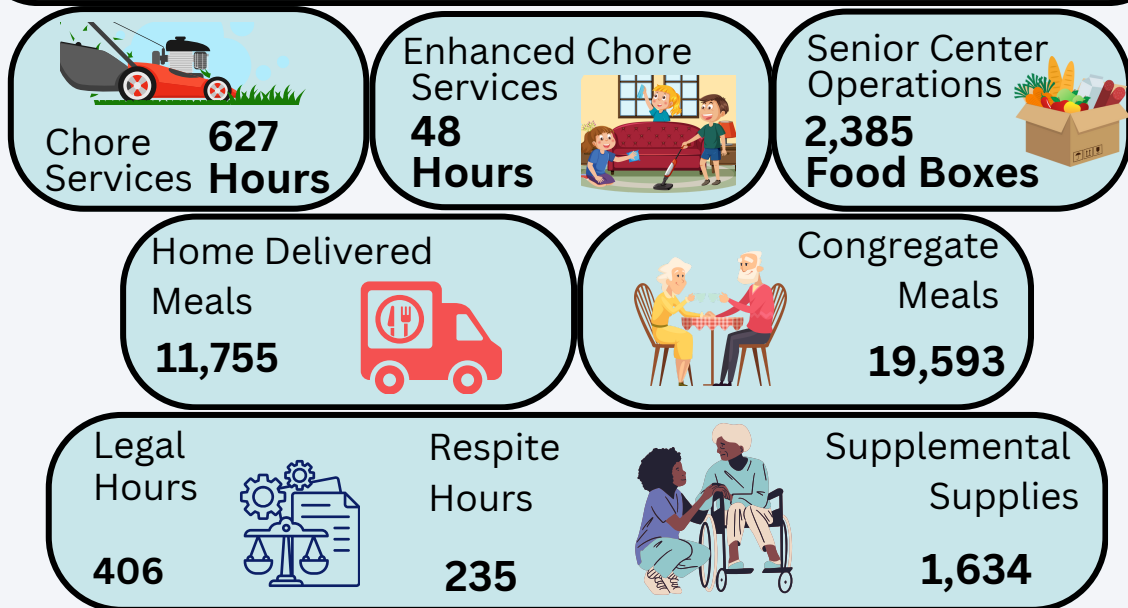 Chore
Services
627
Hours
Enhanced Chore
Services
48
Hours
Senior Center
Operations
2,385
Food Boxes
Home Delivered
Meals
11,755
Congregate
Meals
19,593
Legal
Hours
406
Respite
Hours
235
Supplemental
Supplies
1,634